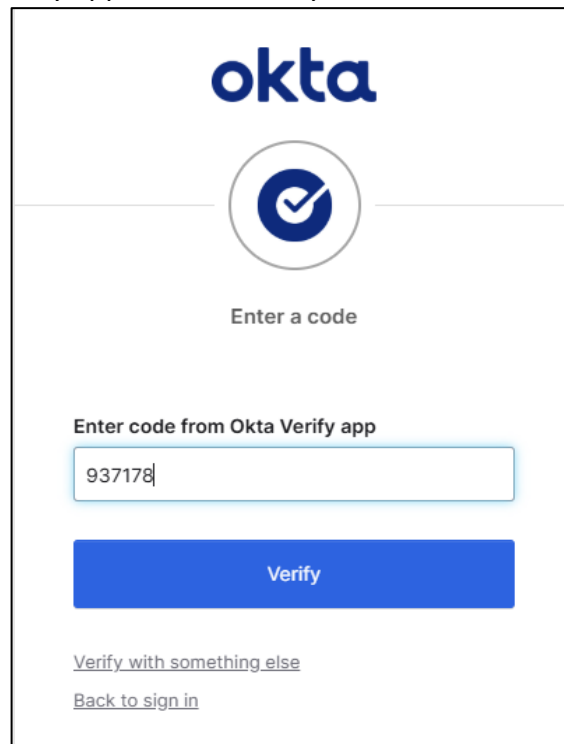 okta
Enter a code
Enter code from Okta Verify app
937178
Verify
Verify with something else
Back to sign in